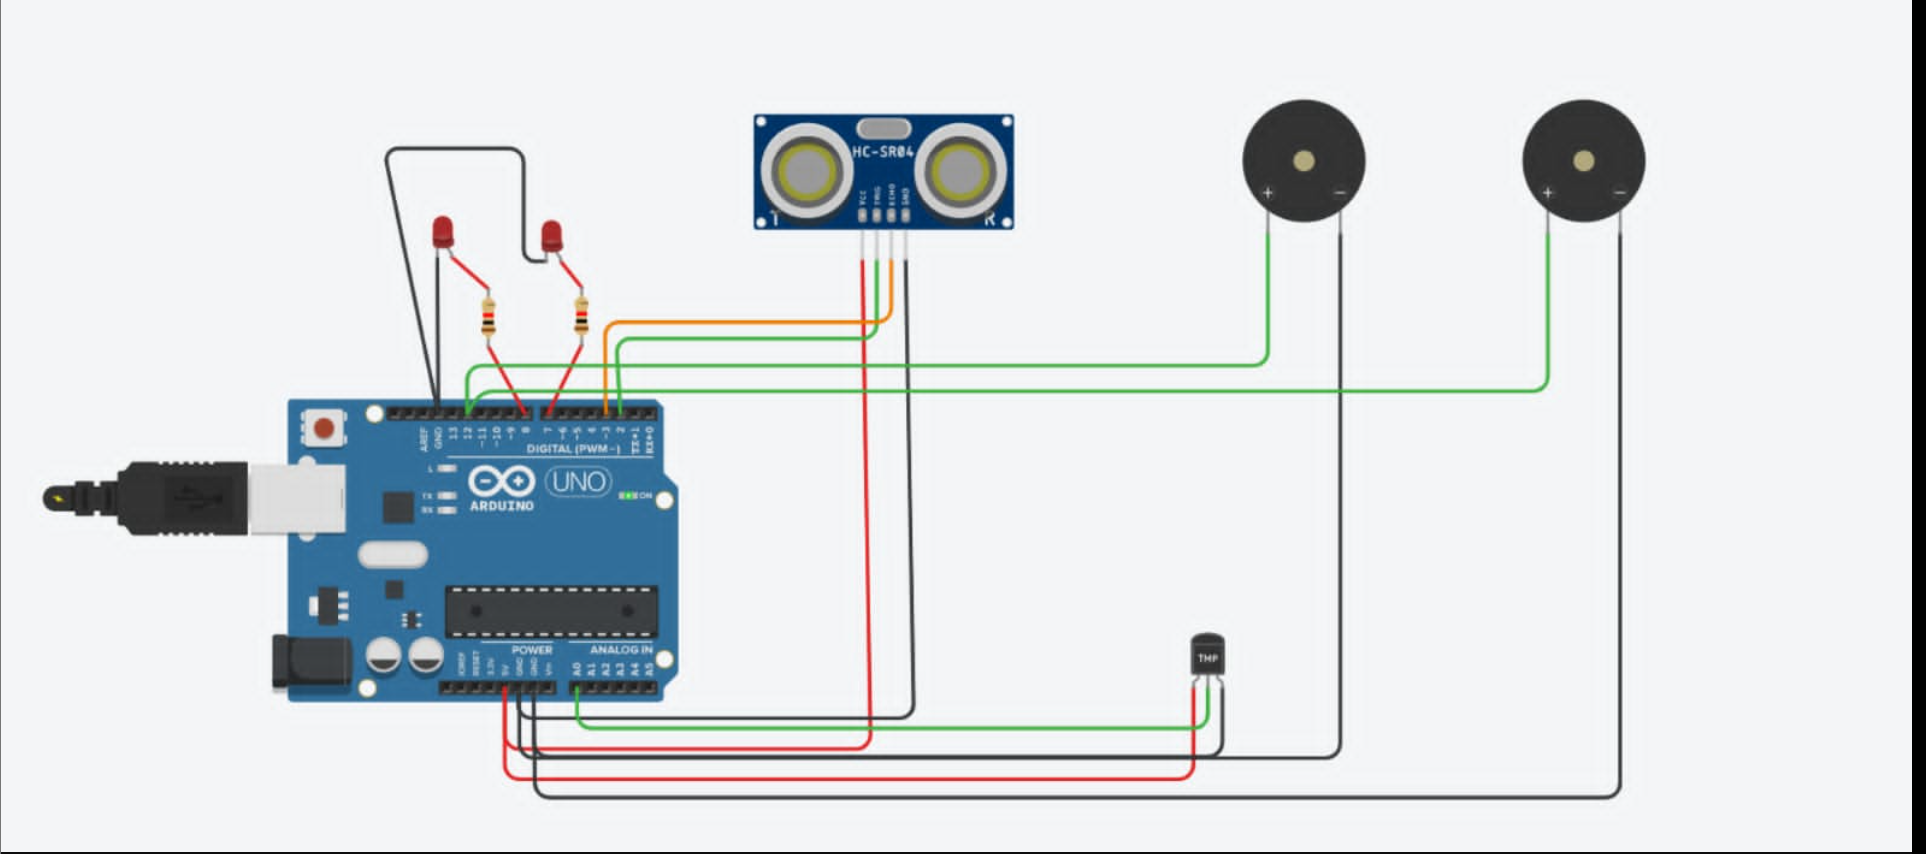 HC-SR04
VCC
TRIG
ECHO
GND
T
R
+
−
+
−
AREF
GND
13
12
~11
~10
~9
8
7
~6
~5
4
~3
2
TX→1
RX←0
DIGITAL (PWM~)
L
TX
RX
UNO
ON
ARDUINO
POWER
ANALOG IN
IOREF
RESET
3.3V
5V
GND
GND
Vin
A0
A1
A2
A3
A4
A5
TMP